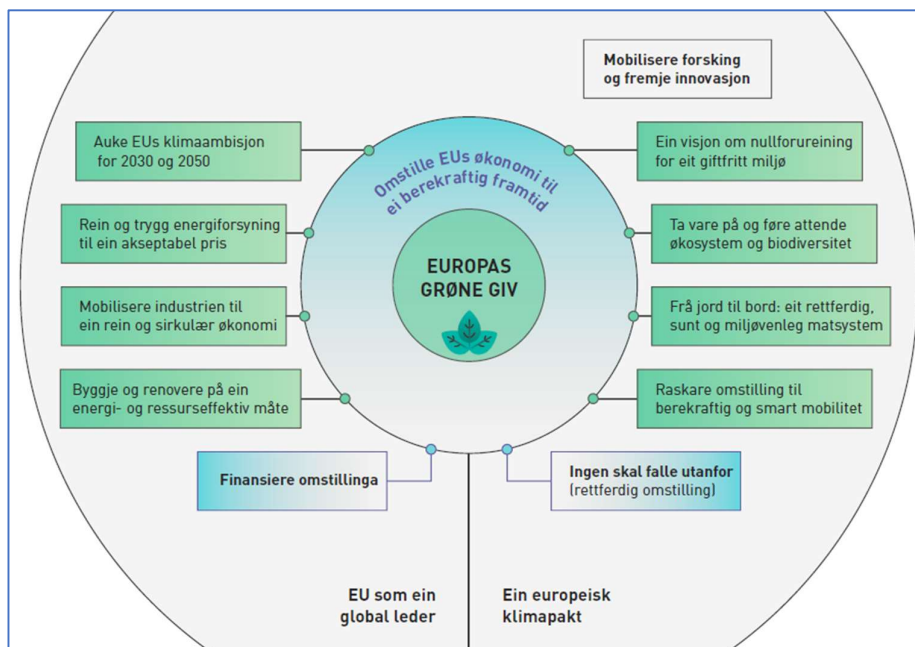 Mobilisere forsking
og fremje innovasjon
Auke EUs klimaambisjon
for 2030 og 2050
Rein og trygg energiforsyning
til ein akseptabel pris
Mobilisere industrien til
ein rein og sirkulær økonomi
Byggje og renovere på ein
energi- og ressurseffektiv måte
Omstille EUs økonomi til
ei berekraftig framtid
EUROPAS
GRØNE GIV
Ein visjon om nullforureining
for eit giftfritt miljø
Ta vare på og føre attende
økosystem og biodiversitet
Frå jord til bord: eit rettferdig,
sunt og miljøvenleg matsystem
Raskare omstilling til
berekraftig og smart mobilitet
Finansiere omstillinga
Ingen skal falle utanfor
(rettferdig omstilling)
EU som ein
global leder
Ein europeisk
klimapakt